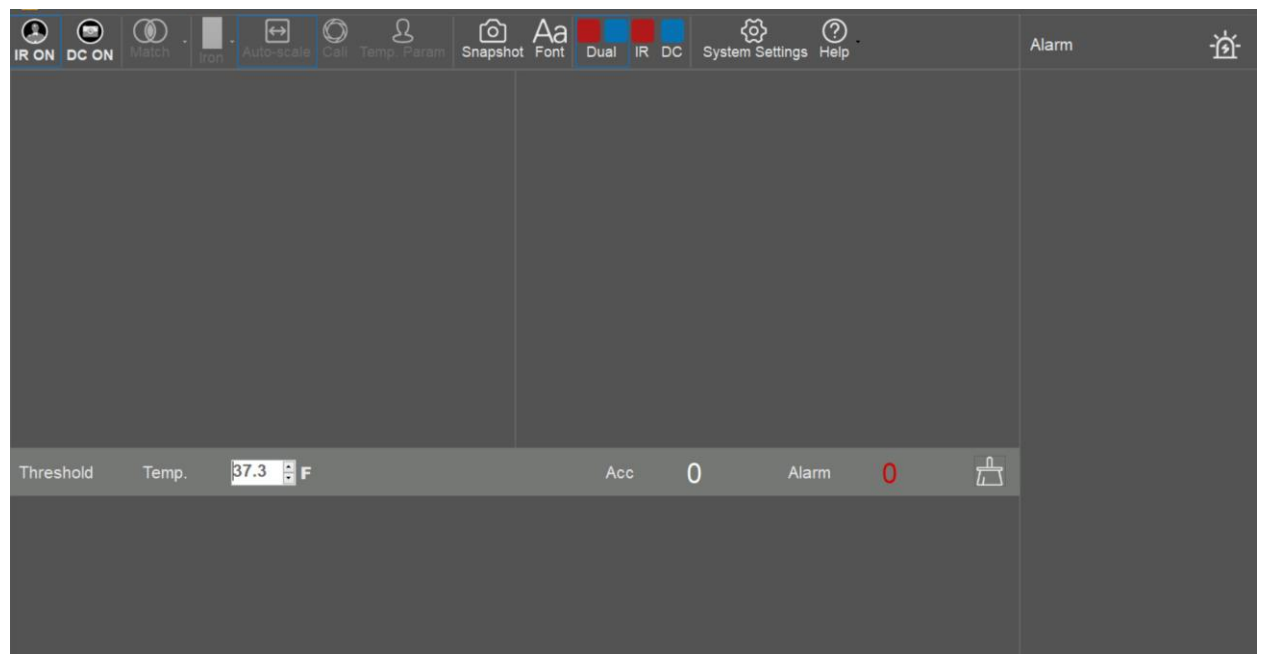 IR ON DC ON Match Iron Auto-scale Cali Temp. Param Snapshot Aa Font Dual IR DC System Settings Help Alarm
Threshold Temp. 37.3 F Acc 0 Alarm 0